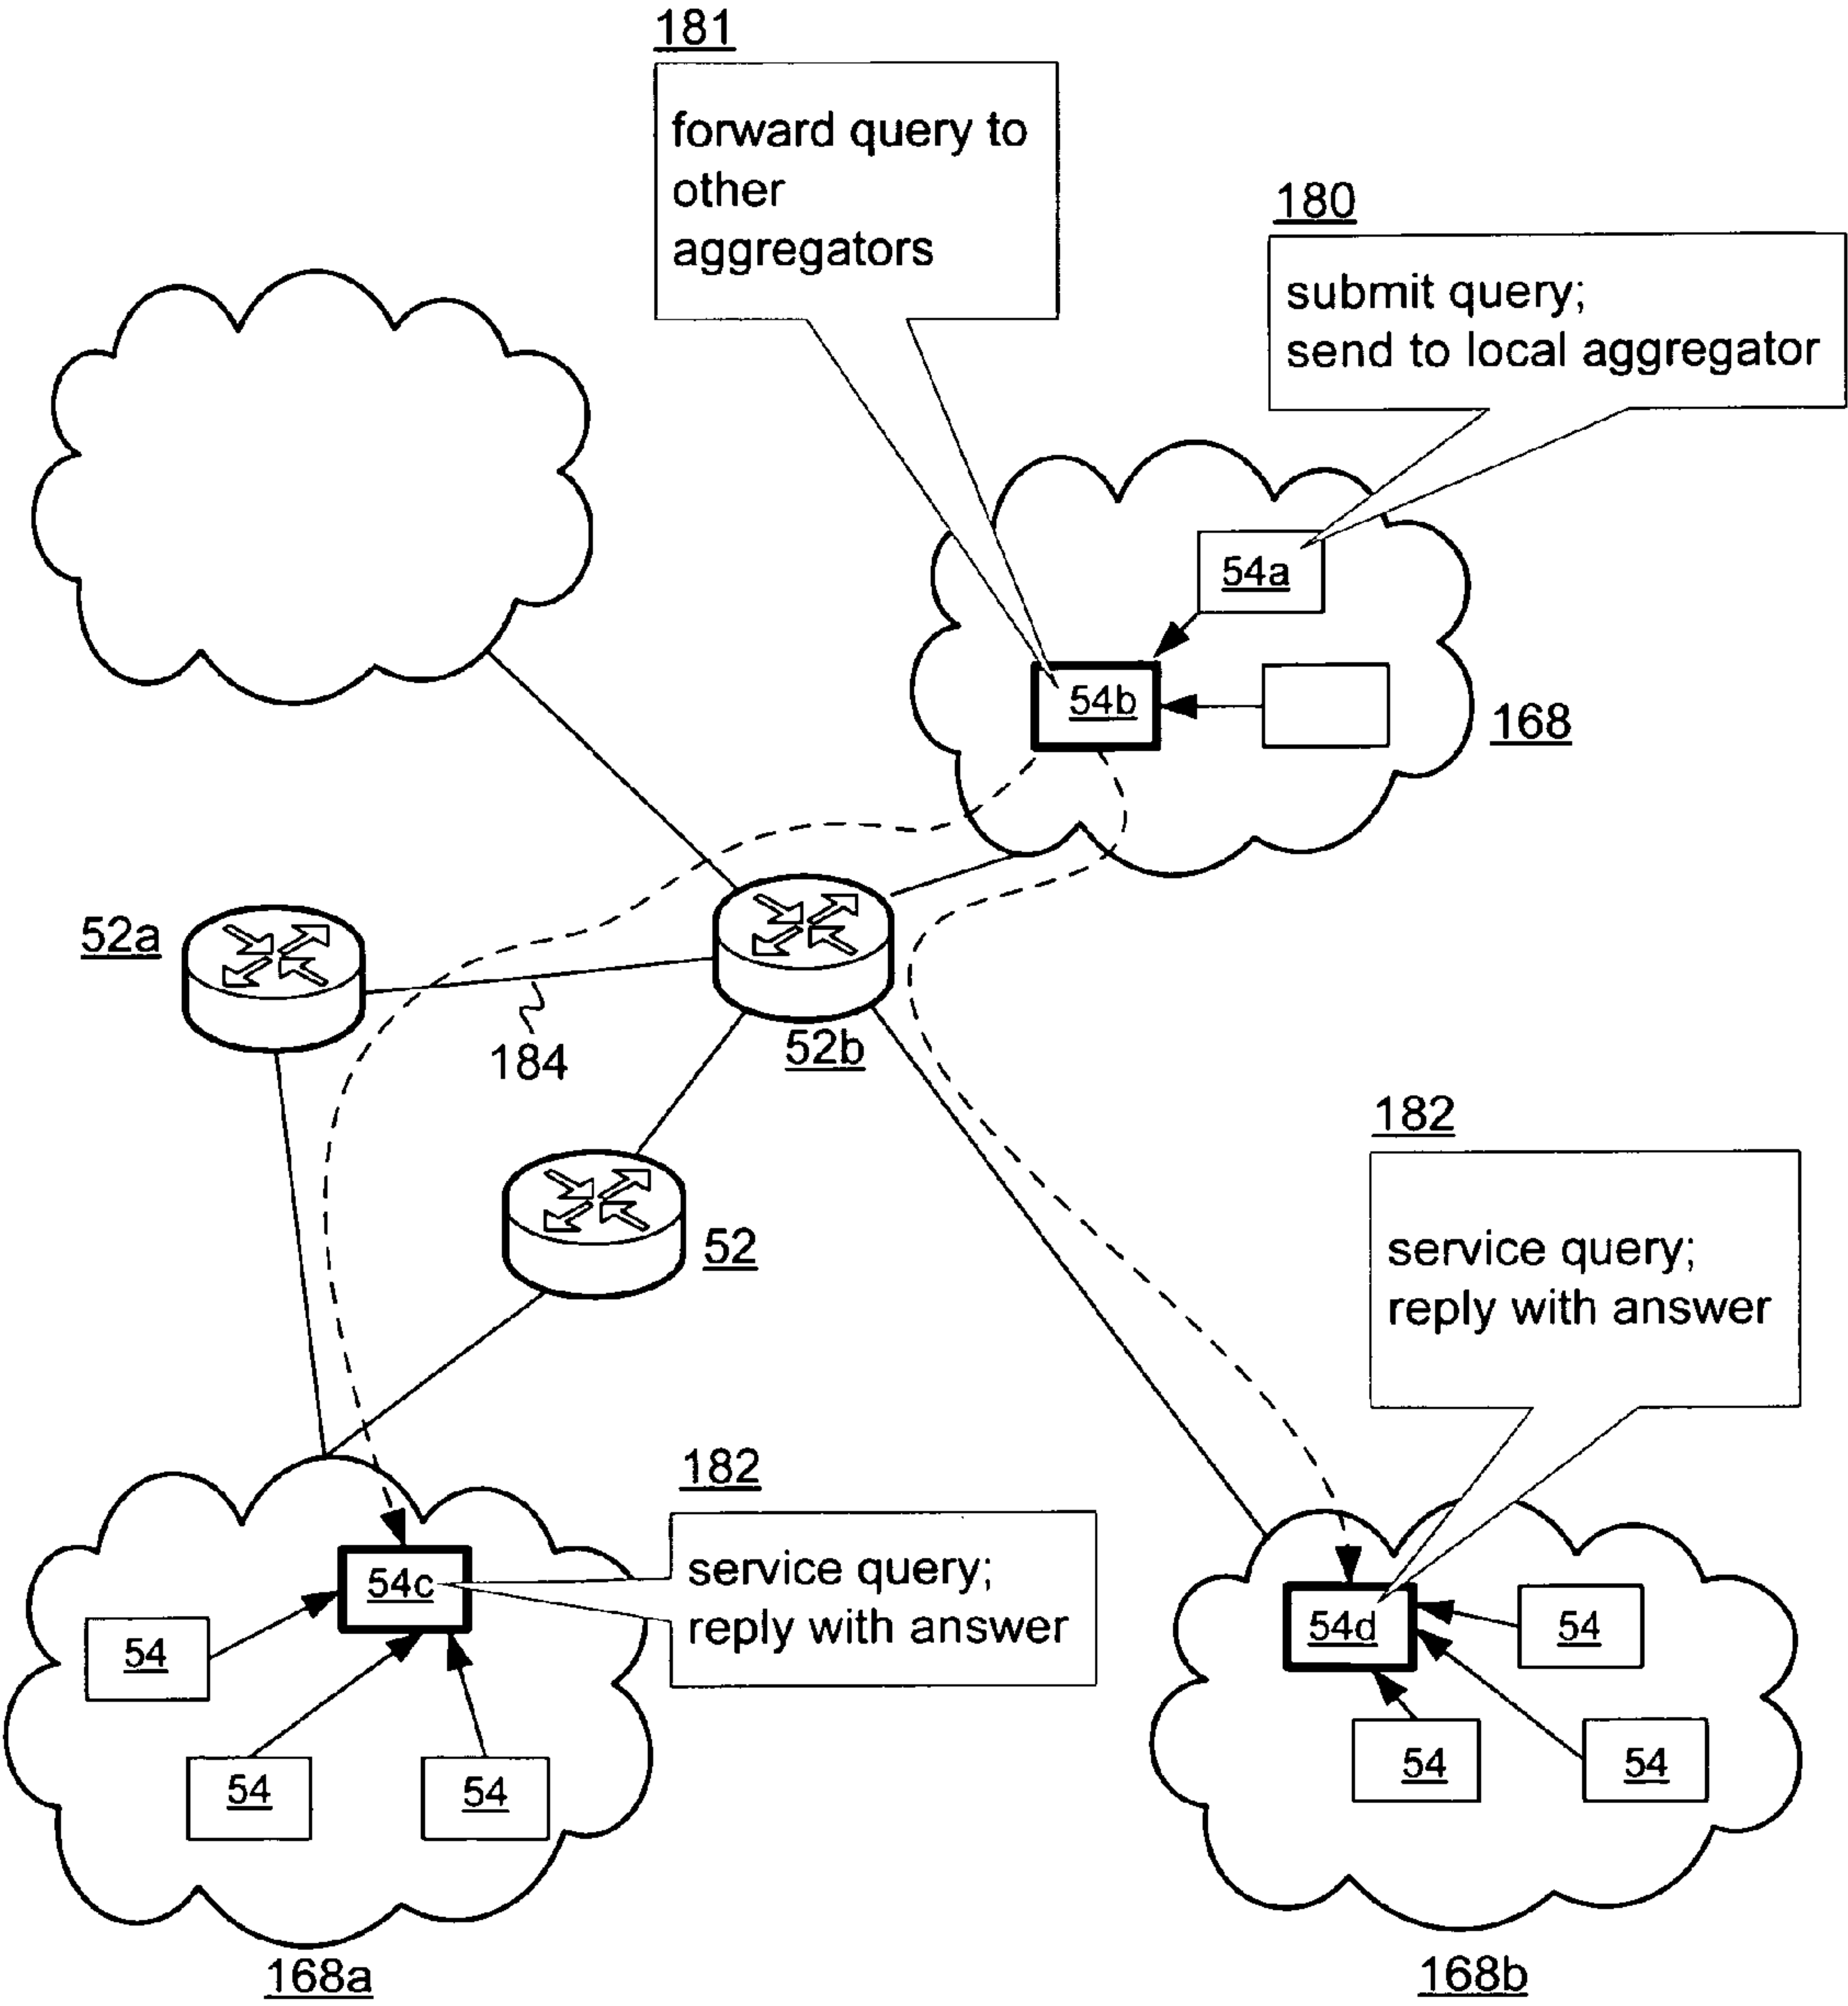 181
forward query to
other
aggregators
180
submit query;
send to local aggregator
54a
54b
168
52a
184
52b
52
182
service query;
reply with answer
182
service query;
reply with answer
54c
54
54
54
168a
54d
54
54
54
168b